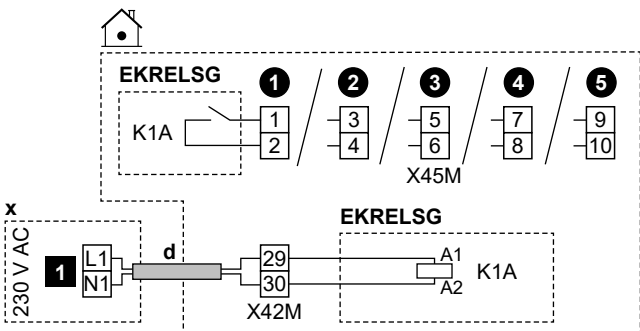 EKRELSG
1 2 3 4 5
K1A 1 3 5 7 9
2 4 6 8 10
X45M
x
EKRELSG
230 V AC
1 L1 d 29 A1
K1A
N1 30 A2
X42M